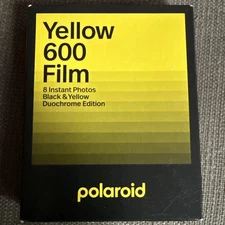 Yellow
600
Film
8 Instant Photos
Black & Yellow
Duochrome Edition
polaroid